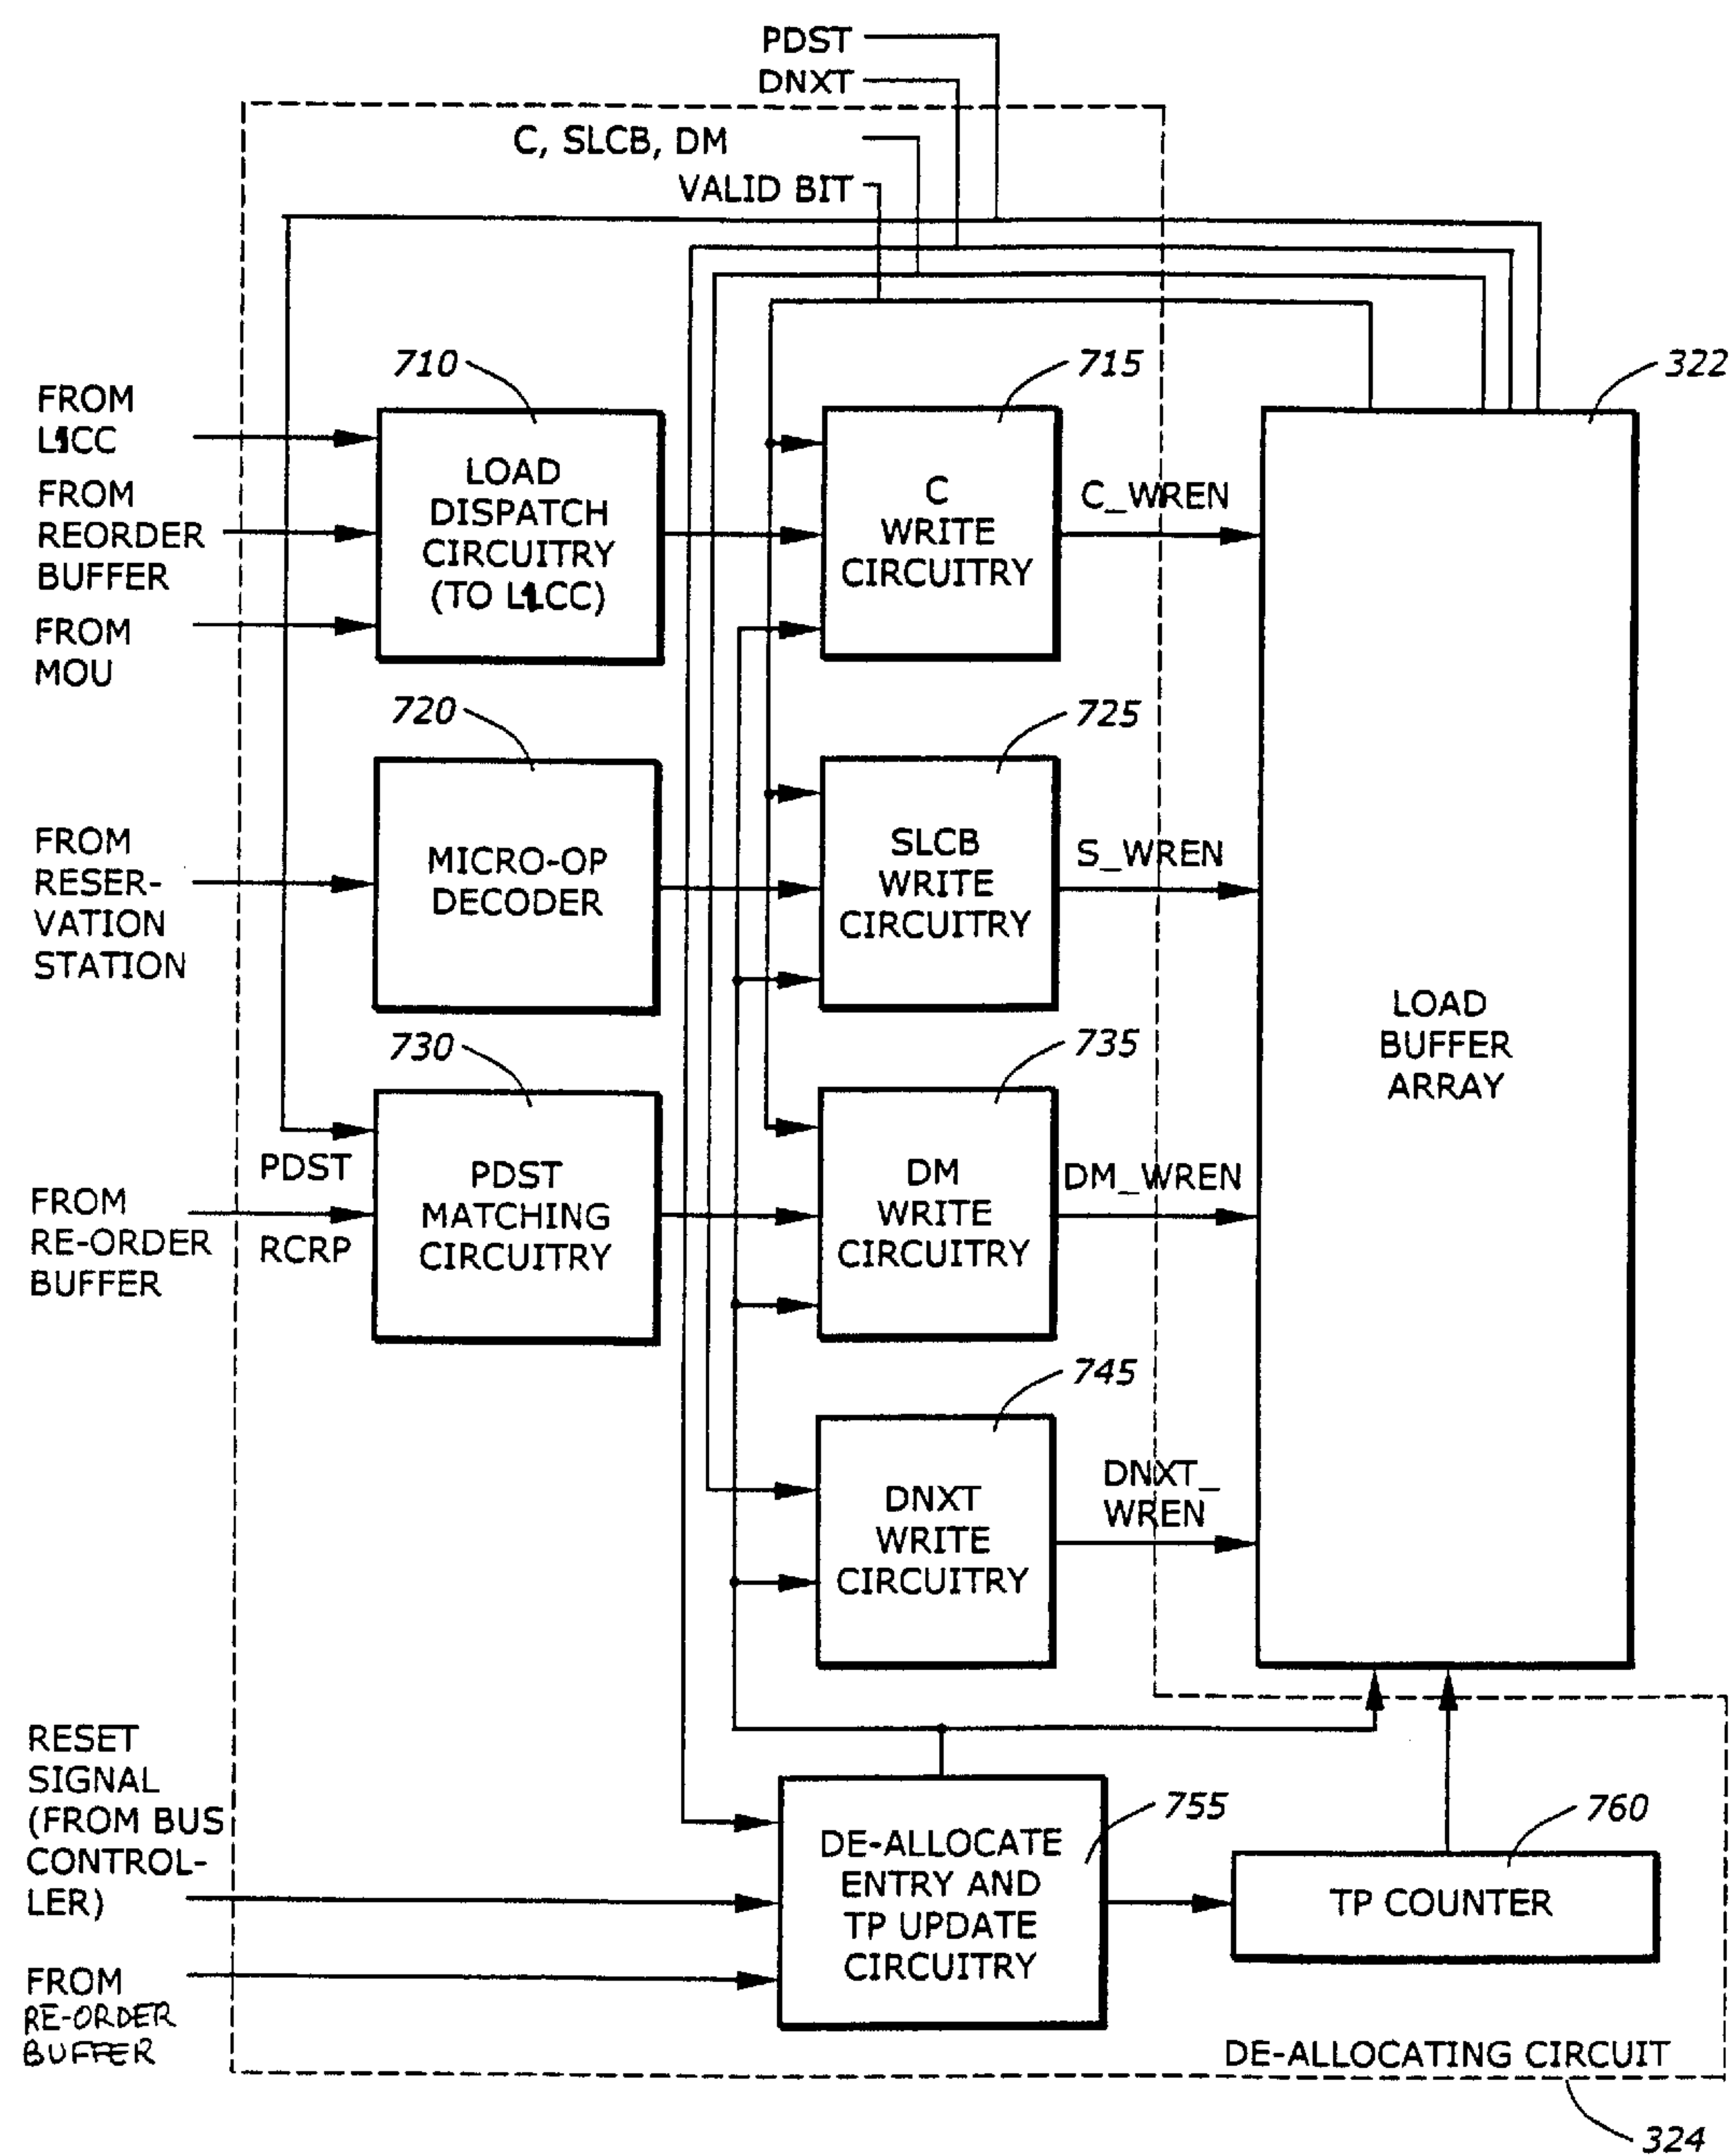 PDST
DNXT
C, SLCB, DM
VALID BIT
710
715
322
FROM
L1CC
FROM
REORDER
BUFFER
FROM
MOU
LOAD
DISPATCH
CIRCUITRY
(TO L1CC)
C
WRITE
CIRCUITRY
C_WREN
720
725
FROM
RESER-
VATION
STATION
MICRO-OP
DECODER
SLCB
WRITE
CIRCUITRY
S_WREN
LOAD
BUFFER
ARRAY
730
735
PDST
FROM
RE-ORDER
BUFFER
RCRP
PDST
MATCHING
CIRCUITRY
DM
WRITE
CIRCUITRY
DM_WREN
745
DNXT
WRITE
CIRCUITRY
DNXT_
WREN
RESET
SIGNAL
(FROM BUS
CONTROL-
LER)
FROM
RE-ORDER
BUFFER
755
DE-ALLOCATE
ENTRY AND
TP UPDATE
CIRCUITRY
760
TP COUNTER
DE-ALLOCATING CIRCUIT
324